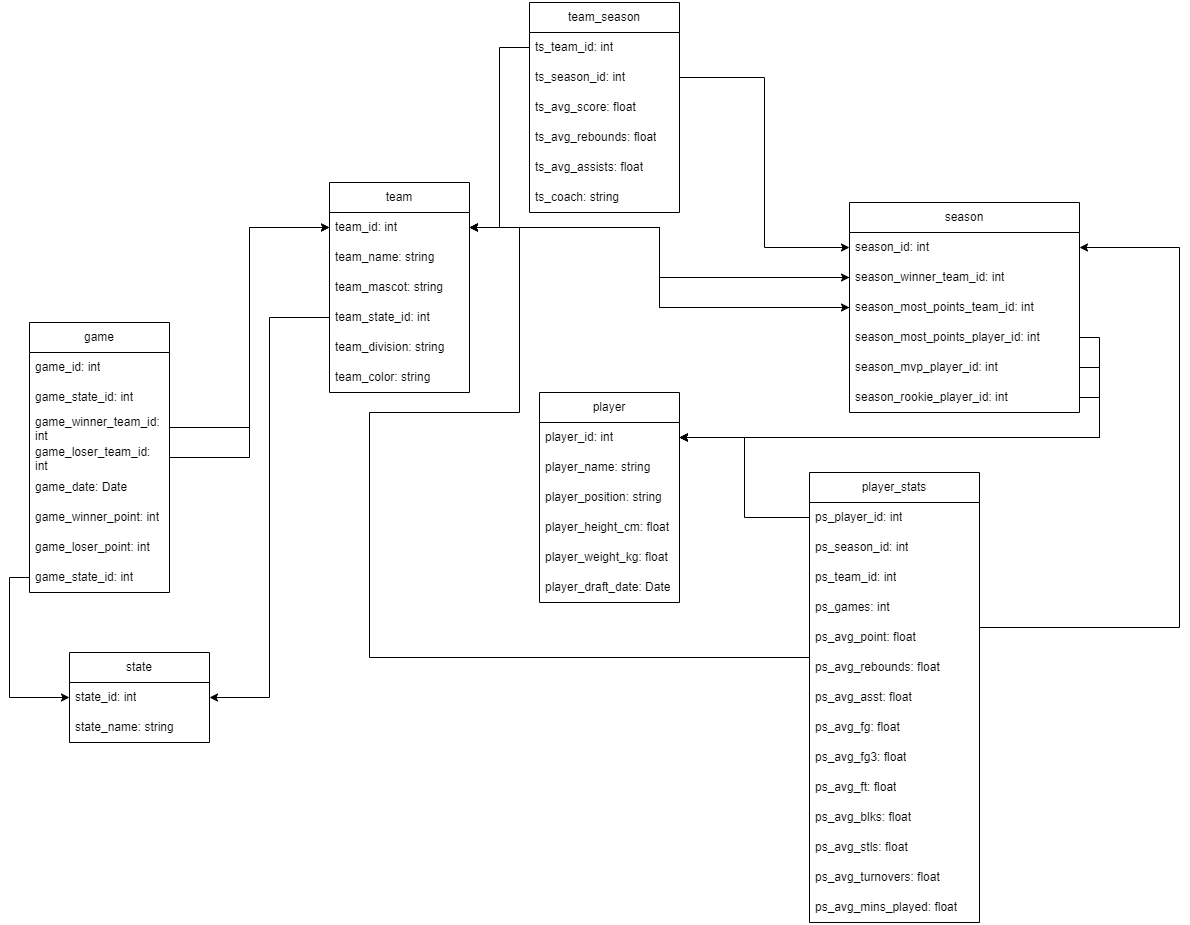 team_season
ts_team_id: int
ts_season_id: int
ts_avg_score: float
ts_avg_rebounds: float
ts_avg_assists: float
ts_coach: string
team
team_id: int
team_name: string
team_mascot: string
team_state_id: int
team_division: string
team_color: string
season
season_id: int
season_winner_team_id: int
season_most_points_team_id: int
season_most_points_player_id: int
season_mvp_player_id: int
season_rookie_player_id: int
game
game_id: int
game_state_id: int
game_winner_team_id:
int
game_loser_team_id:
int
game_date: Date
game_winner_point: int
game_loser_point: int
game_state_id: int
player
player_id: int
player_name: string
player_position: string
player_height_cm: float
player_weight_kg: float
player_draft_date: Date
player_stats
ps_player_id: int
ps_season_id: int
ps_team_id: int
ps_games: int
ps_avg_point: float
ps_avg_rebounds: float
ps_avg_asst: float
ps_avg_fg: float
ps_avg_fg3: float
ps_avg_ft: float
ps_avg_blks: float
ps_avg_stls: float
ps_avg_turnovers: float
ps_avg_mins_played: float
state
state_id: int
state_name: string